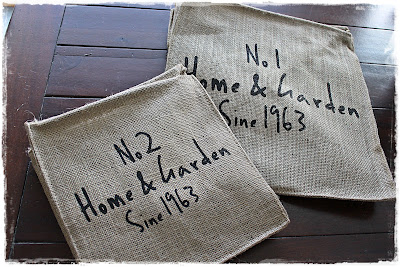 No.1
Home & Garden
Sine 1963
No.2
Home & Garden
Sine 1963